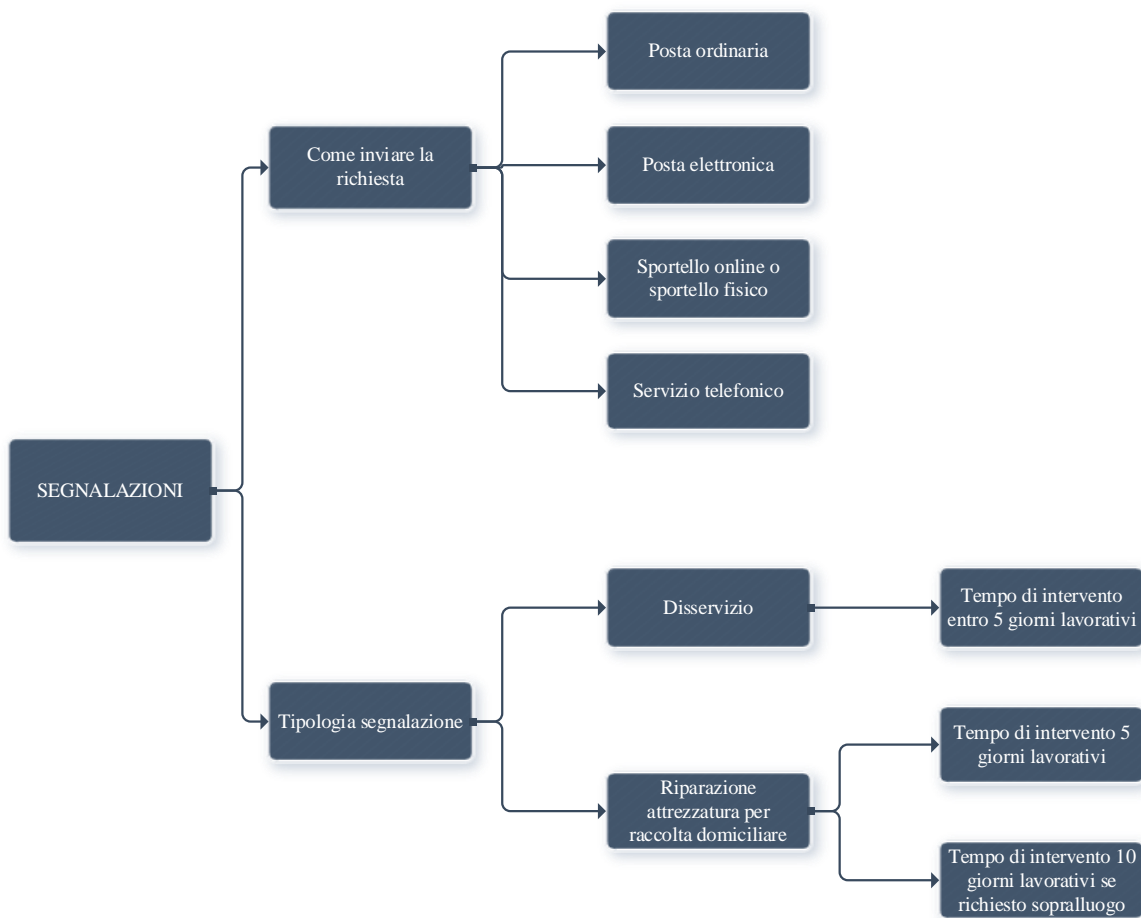 Posta ordinaria
Come inviare la
richiesta
Posta elettronica
Sportello online o
sportello fisico
Servizio telefonico
SEGNALAZIONI
Disservizio
Tempo di intervento
entro 5 giorni lavorativi
Tipologia segnalazione
Tempo di intervento 5
giorni lavorativi
Riparazione
attrezzatura per
raccolta domiciliare
Tempo di intervento 10
giorni lavorativi se
richiesto sopralluogo